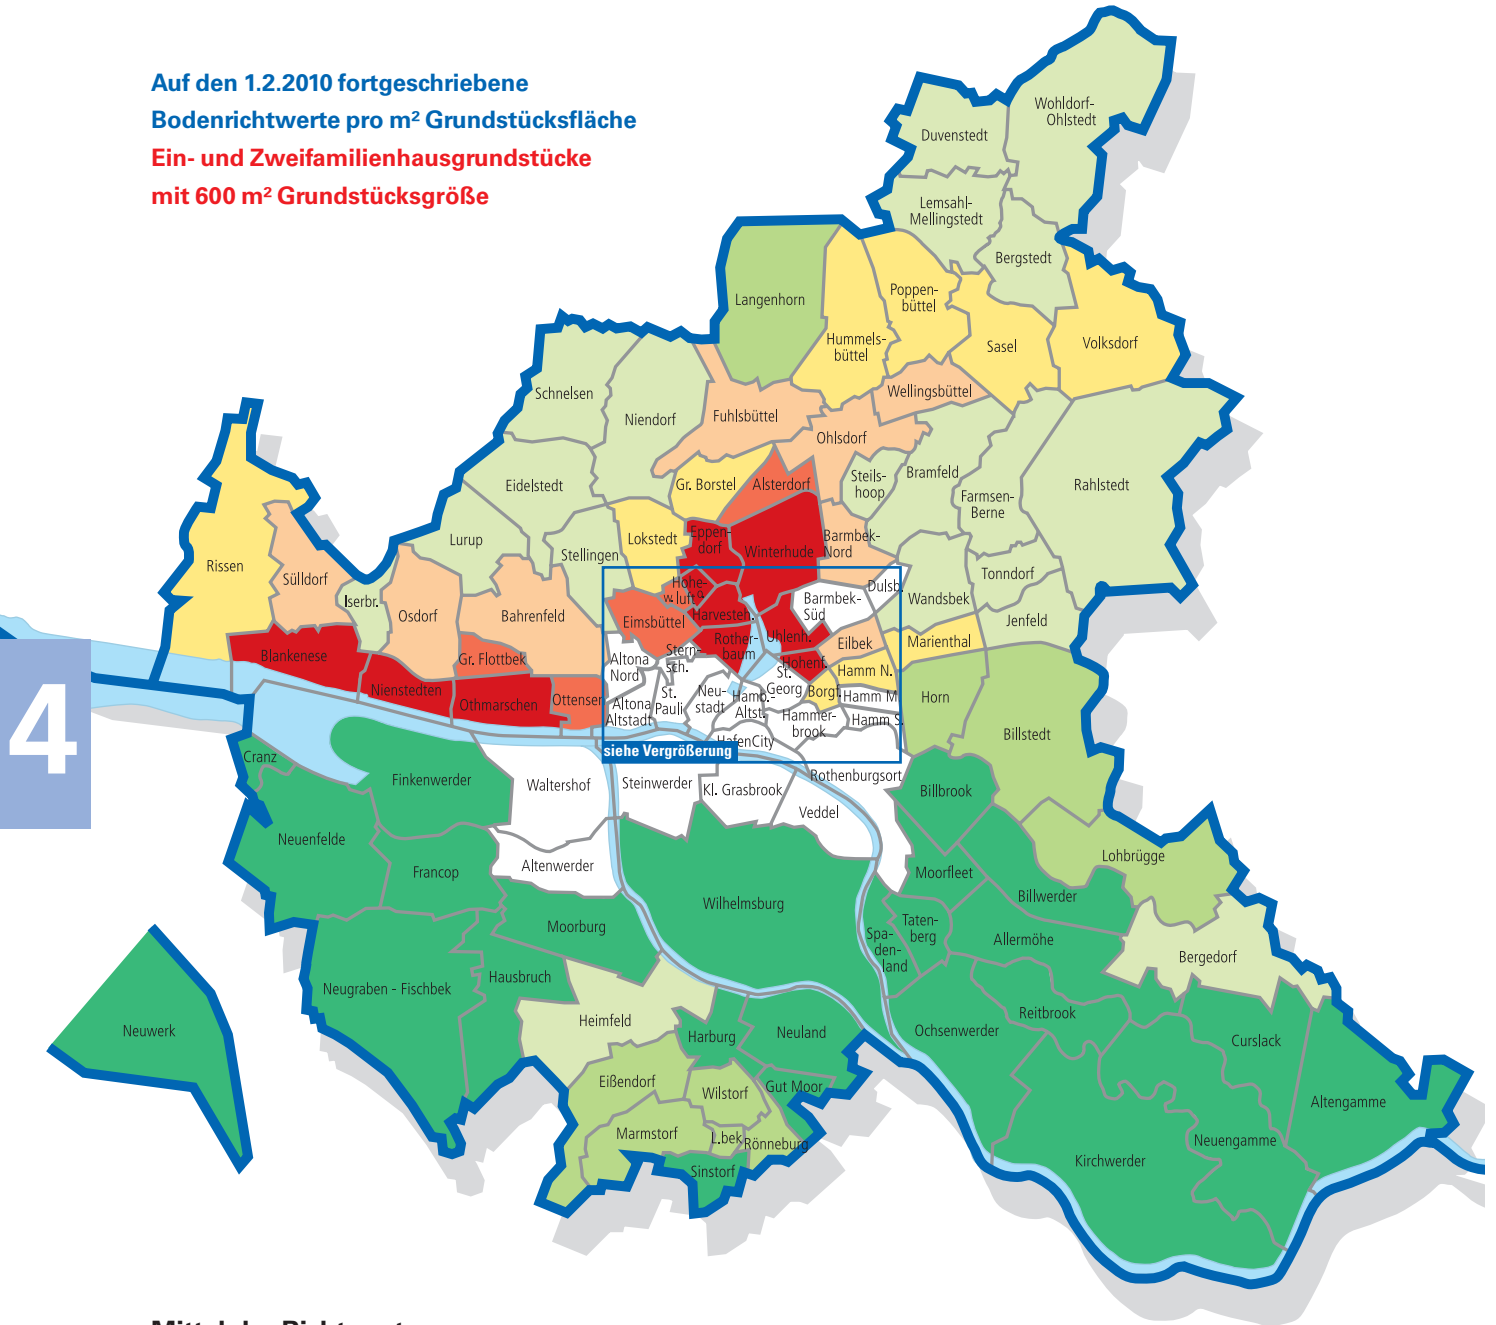 Auf den 1.2.2010 fortgeschriebene
Bodenrichtwerte pro m² Grundstücksfläche
Ein- und Zweifamilienhausgrundstücke
mit 600 m² Grundstücksgröße
Wohldorf-
Ohlstedt
Duvenstedt
Lemsahl-
Mellingstedt
Bergstedt
Langenhorn
Poppen-
büttel
Hummels-
büttel
Sasel
Volksdorf
Schnelsen
Niendorf
Fuhlsbüttel
Wellingsbüttel
Ohlsdorf
Eidelstedt
Gr. Borstel
Alsterdorf
Steils-
hoop
Bramfeld
Farmsen-
Berne
Rahlstedt
Lurup
Stellingen
Lokstedt
Eppen-
dorf
Winterhude
Barmbek-
Nord
Rissen
Sülldorf
Iserbr.
Osdorf
Bahrenfeld
Hohe-
w.luft O.
Dulsb.
Tonndorf
Wandsbek
Jenfeld
Eimsbüttel
Harvesteh.
Barmbek-
Süd
Blankenese
Gr. Flottbek
Altona
Nord
Stern-
sch.
Rother-
baum
Uhlenh.
Eilbek
Marienthal
Hohenf.
Hamm N.
Nienstedten
Othmarschen
Ottensen
Altona
Altstadt
St.
Pauli
Neu-
stadt
Hamb.-
Altst.
St.
Georg
Borgf.
Hamm M.
Hamm S.
Hammer-
brook
HafenCity
Horn
Billstedt
siehe Vergrößerung
4
Cranz
Finkenwerder
Waltershof
Steinwerder
Kl. Grasbrook
Rothenburgsort
Veddel
Billbrook
Neuenfelde
Francop
Altenwerder
Moorfleet
Lohbrügge
Billwerder
Wilhelmsburg
Moorburg
Taten-
berg
Spa-
den-
land
Allermöhe
Bergedorf
Neugraben - Fischbek
Hausbruch
Heimfeld
Harburg
Neuland
Ochsenwerder
Reitbrook
Curslack
Neuwerk
Eißendorf
Wilstorf
Gut Moor
Altengamme
Marmstorf
L.bek
Rönneburg
Sinstorf
Kirchwerder
Neuengamme